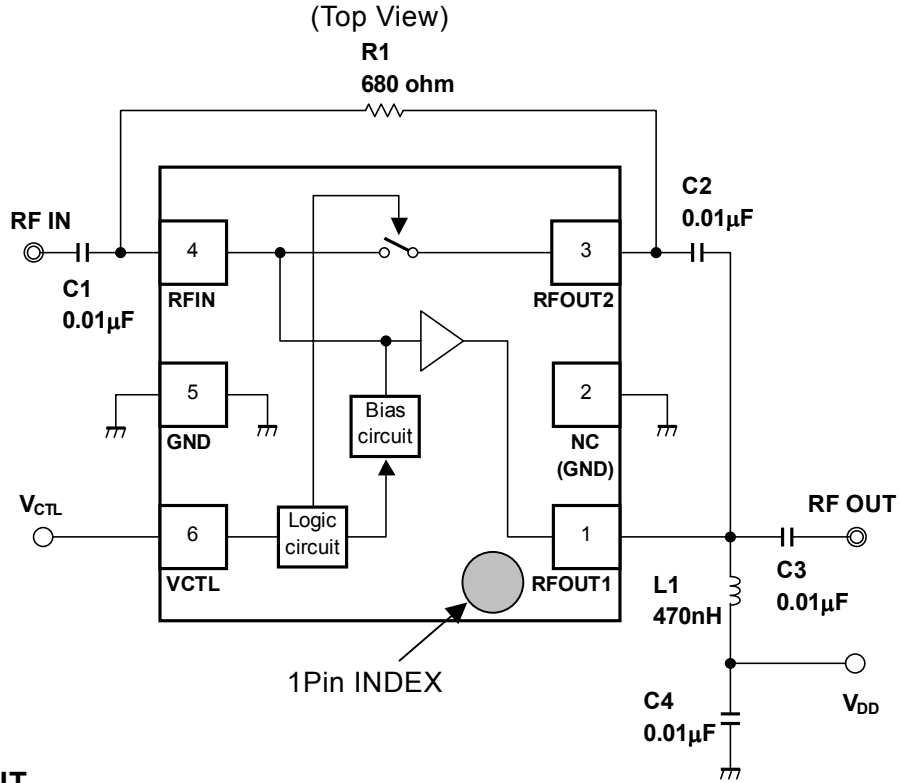 (Top View)
R1
680 ohm
C2
0.01μF
RF IN
4
3
C1
0.01μF
RFIN
RFOUT2
5
2
Bias
circuit
GND
NC
(GND)
VCTL
6
Logic
circuit
1
RF OUT
VCTL
RFOUT1
L1
470nH
C3
0.01μF
1Pin INDEX
C4
0.01μF
VDD